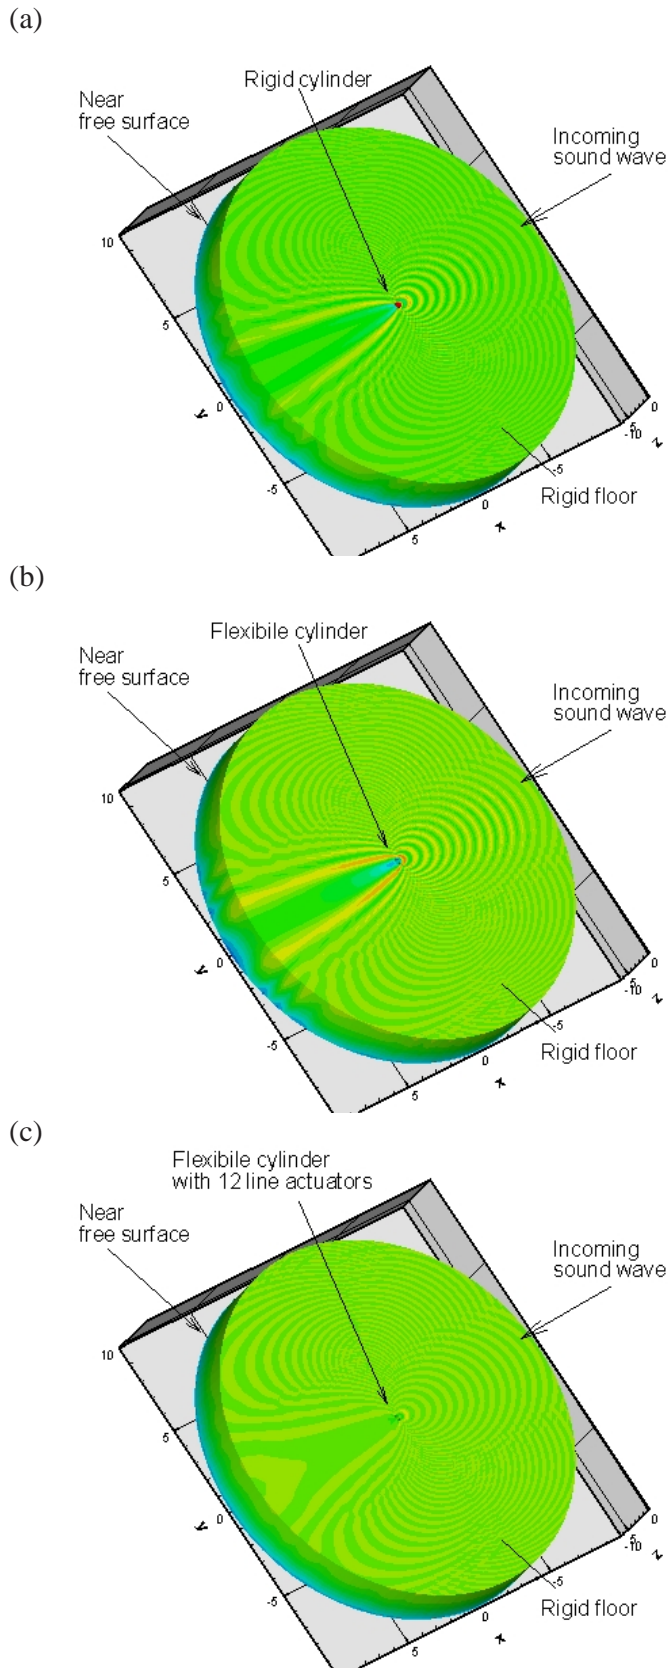 (a)
Rigid cylinder
Near
free surface
Incoming
sound wave
10
5
y
0
-5
5
x
0
-5
-10
5
z
0
Rigid floor
(b)
Flexibile cylinder
Near
free surface
Incoming
sound wave
10
5
y
0
-5
5
x
0
-5
-10
5
z
0
Rigid floor
(c)
Flexibile cylinder
with 12 line actuators
Near
free surface
Incoming
sound wave
10
5
y
0
-5
5
x
0
-5
-10
5
z
0
Rigid floor